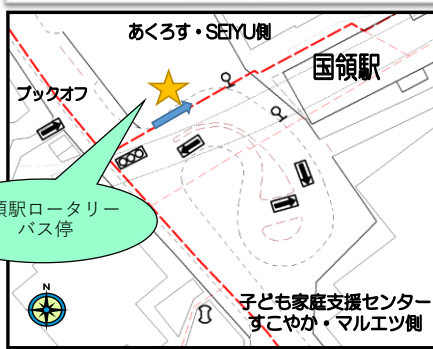 あくろす・SEIYU側
国領駅
ブックオフ
領駅ロータリー
バス停
N
子ども家庭支援センター
すこやか・マルエツ側